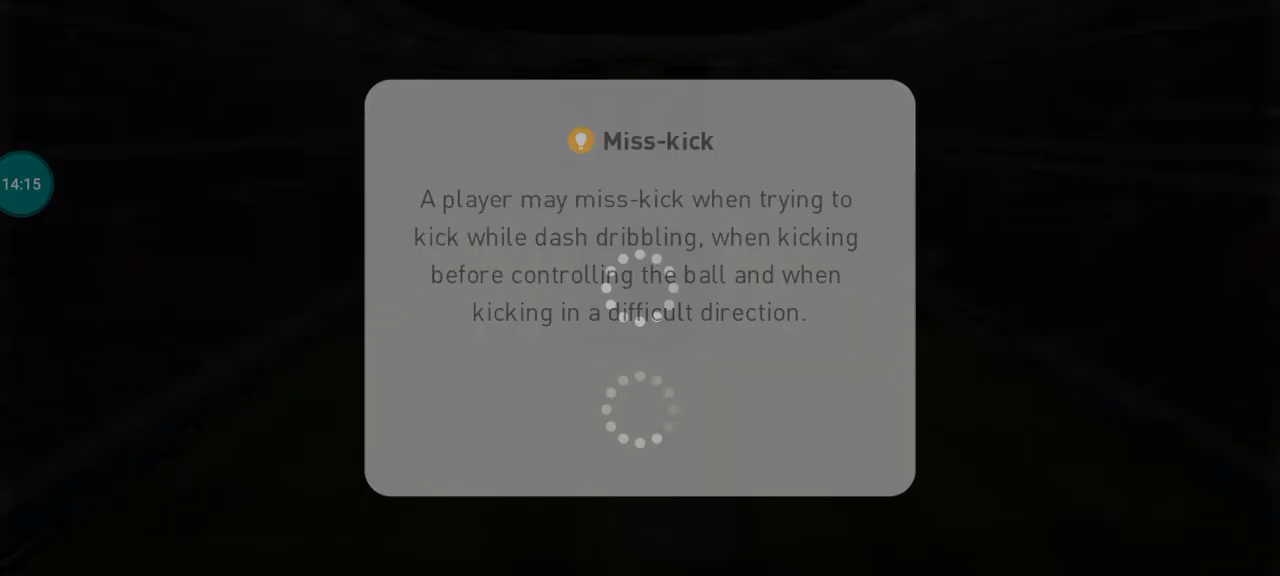 Miss-kick
14:15
A player may miss-kick when trying to
kick while dash dribbling, when kicking
before controlling the ball and when
kicking in a difficult direction.